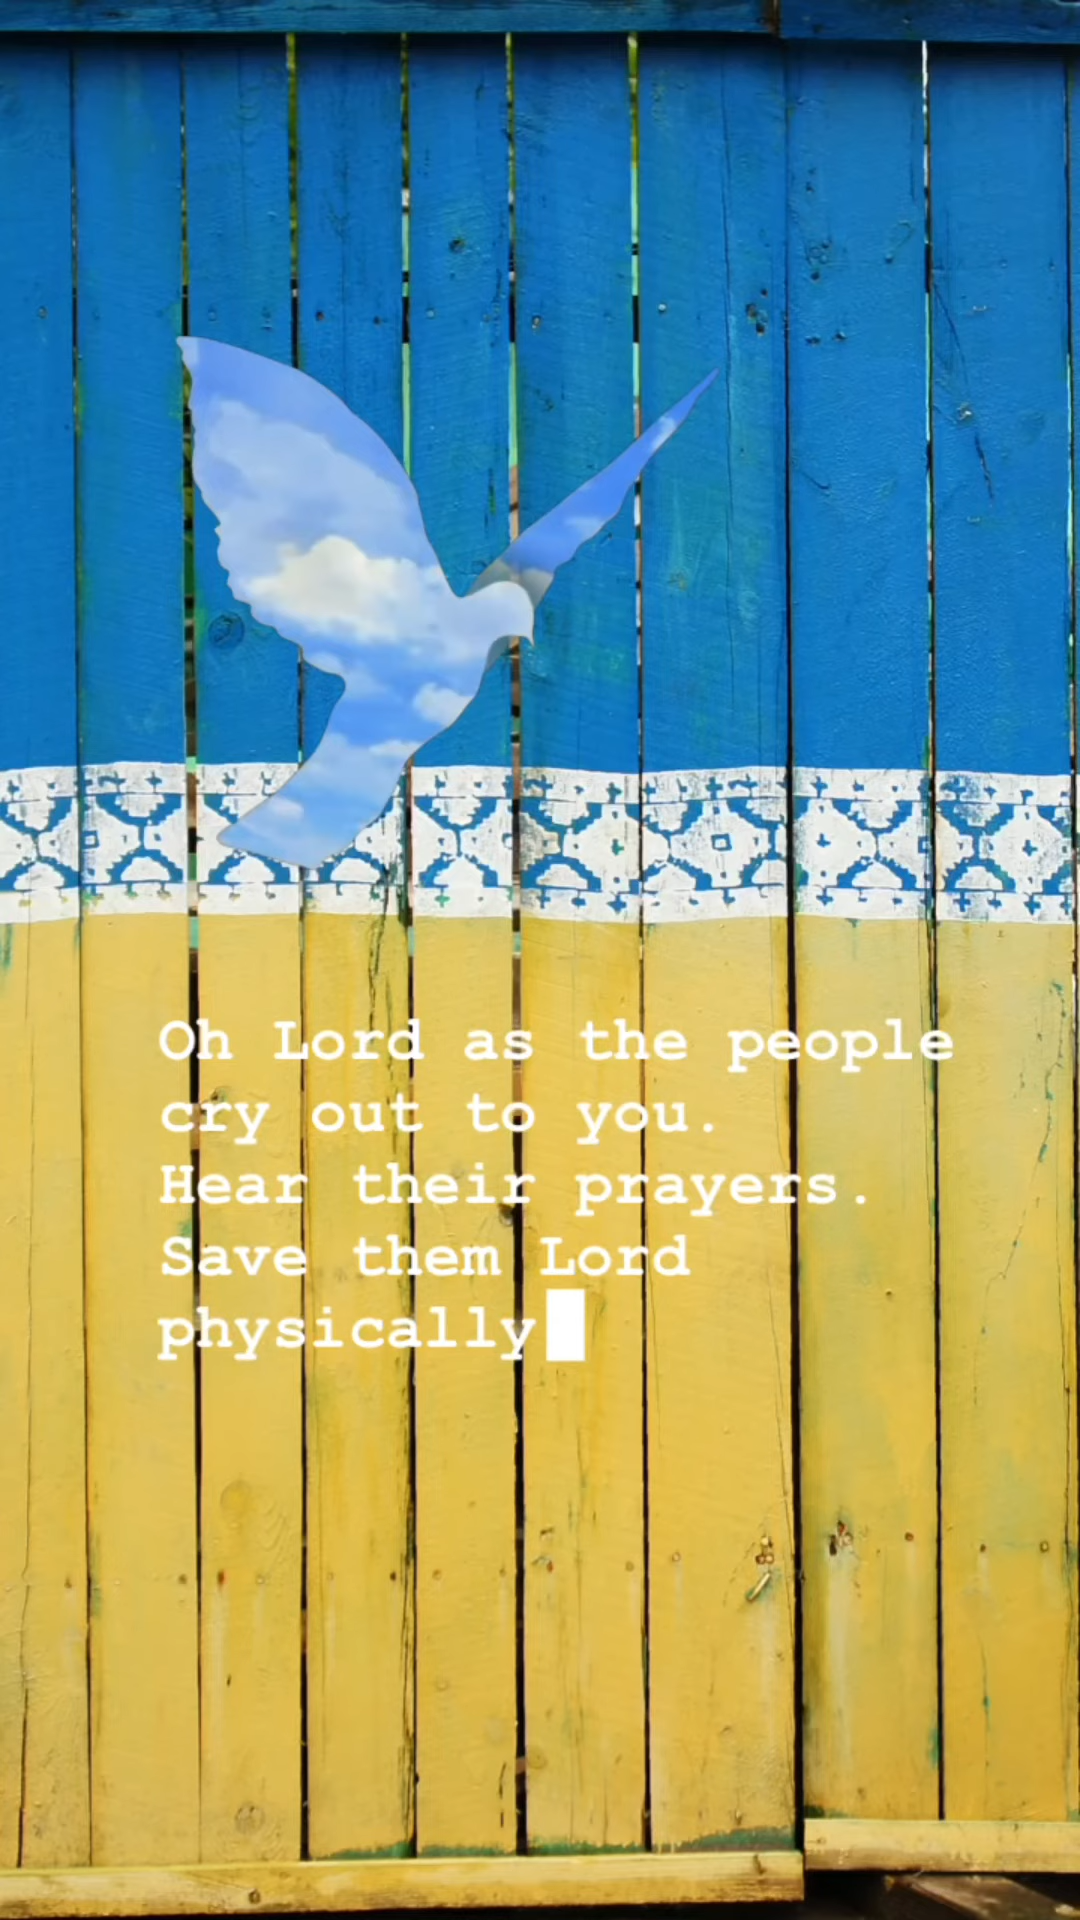 Oh Lord as the people
cry out to you.
Hear their prayers.
Save them Lord
physically